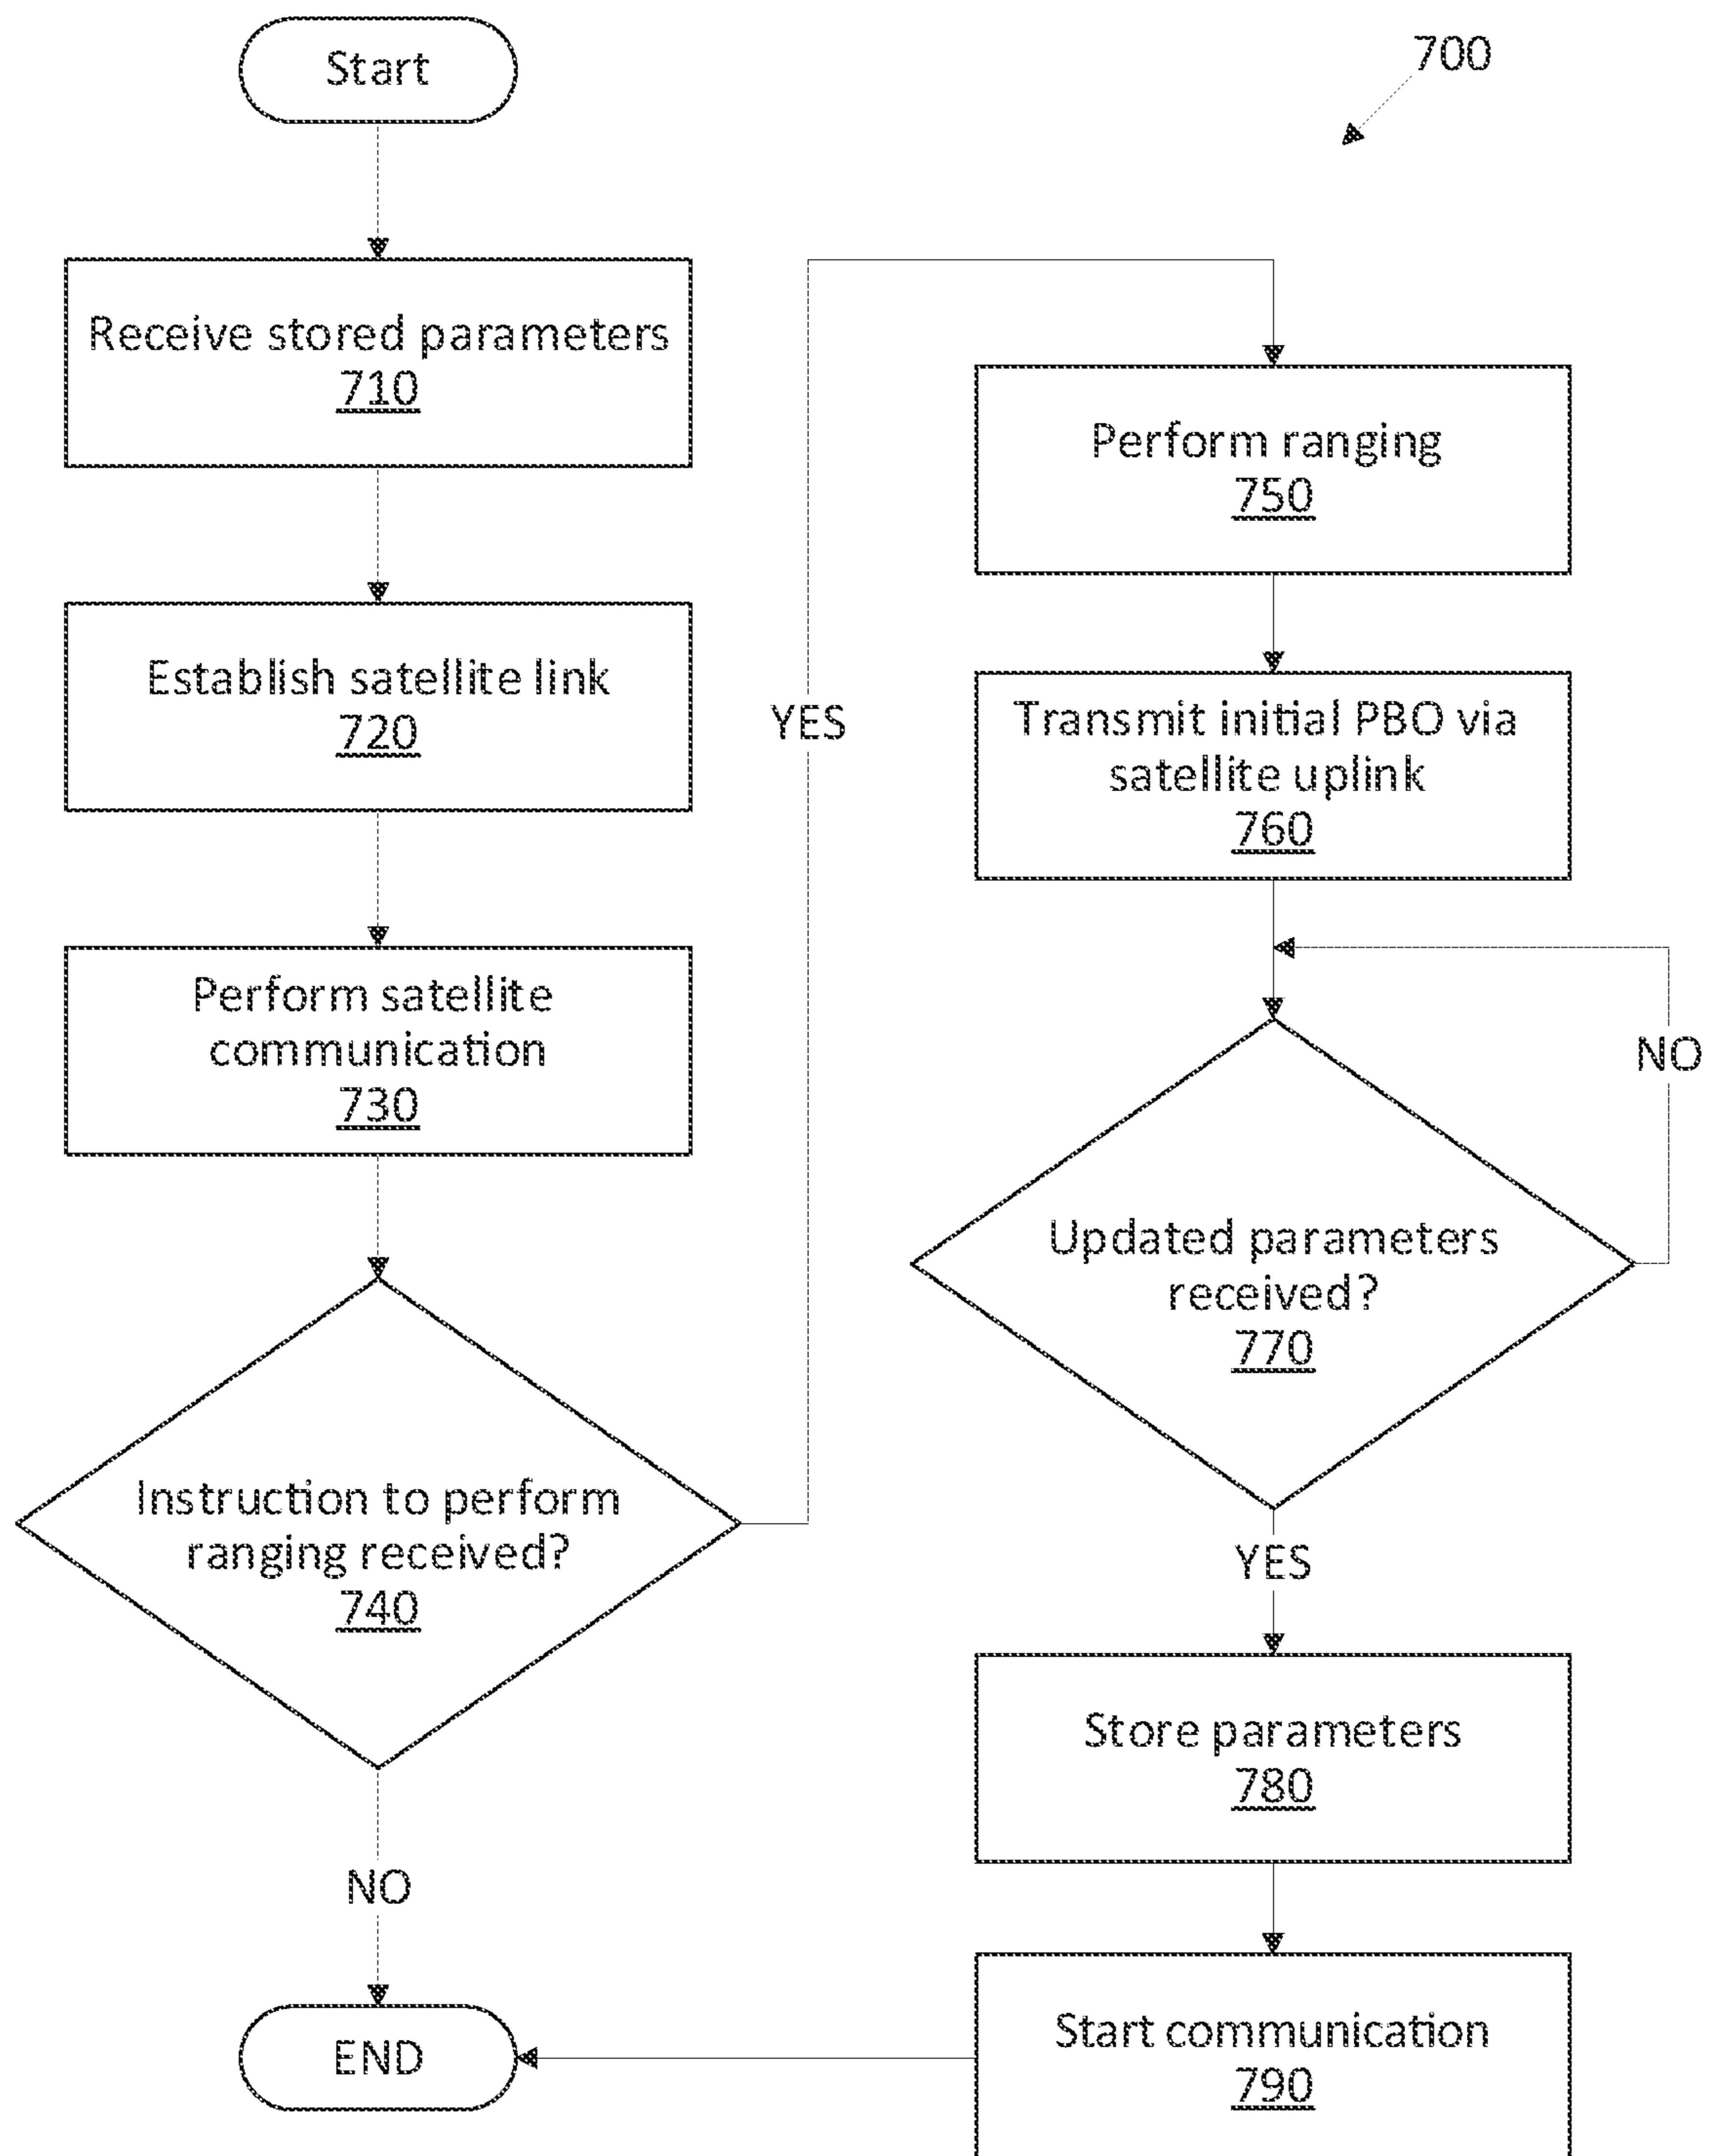 Start
700
Receive stored parameters
710
Establish satellite link
720
Perform satellite
communication
730
Instruction to perform
ranging received?
740
NO
END
YES
Perform ranging
750
Transmit initial PBO via
satellite uplink
760
NO
Updated parameters
received?
770
YES
Store parameters
780
Start communication
790